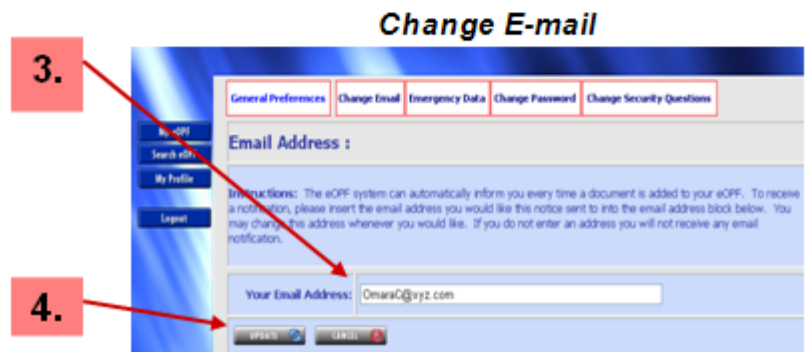 Change E-mail
3.
General Preferences Change Email Emergency Data Change Password Change Security Questions
My eOPF
Search eOPF
My Profile
Logout
Email Address :
Instructions: The eOPF system can automatically inform you every time a document is added to your eOPF. To receive
a notification, please insert the email address you would like this notice sent to into the email address block below. You
may change this address whenever you would like. If you do not enter an address you will not receive any email
notification.
Your Email Address: OmaraC@xyz.com
4.
UPDATE CANCEL